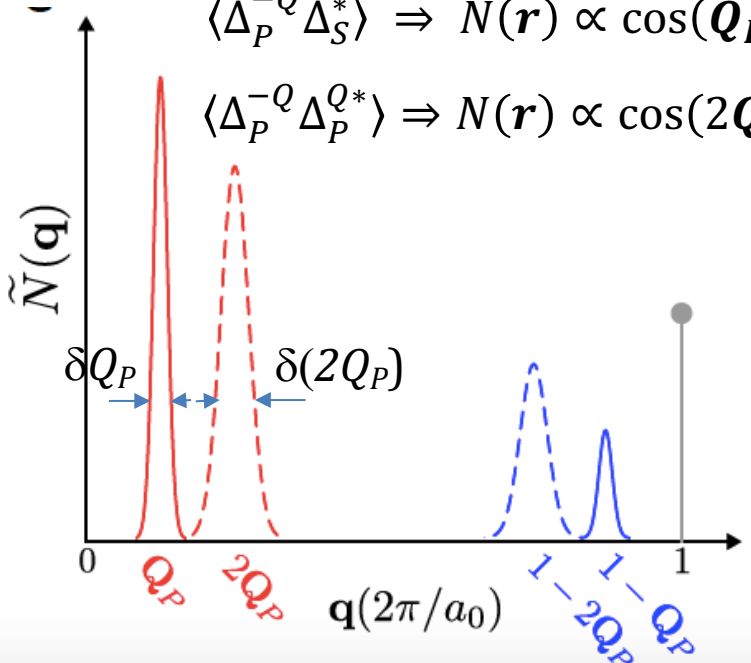 ⟨Δ_P^{-Q} Δ_S^*⟩ ⇒ N(r) ∝ cos(Q
⟨Δ_P^{-Q} Δ_P^{Q*}⟩ ⇒ N(r) ∝ cos(2Q
Ñ(q)
δQ_P
δ(2Q_P)
0
Q_P
2Q_P
q(2π/a_0)
1 − 2Q_P
1 − Q_P
1